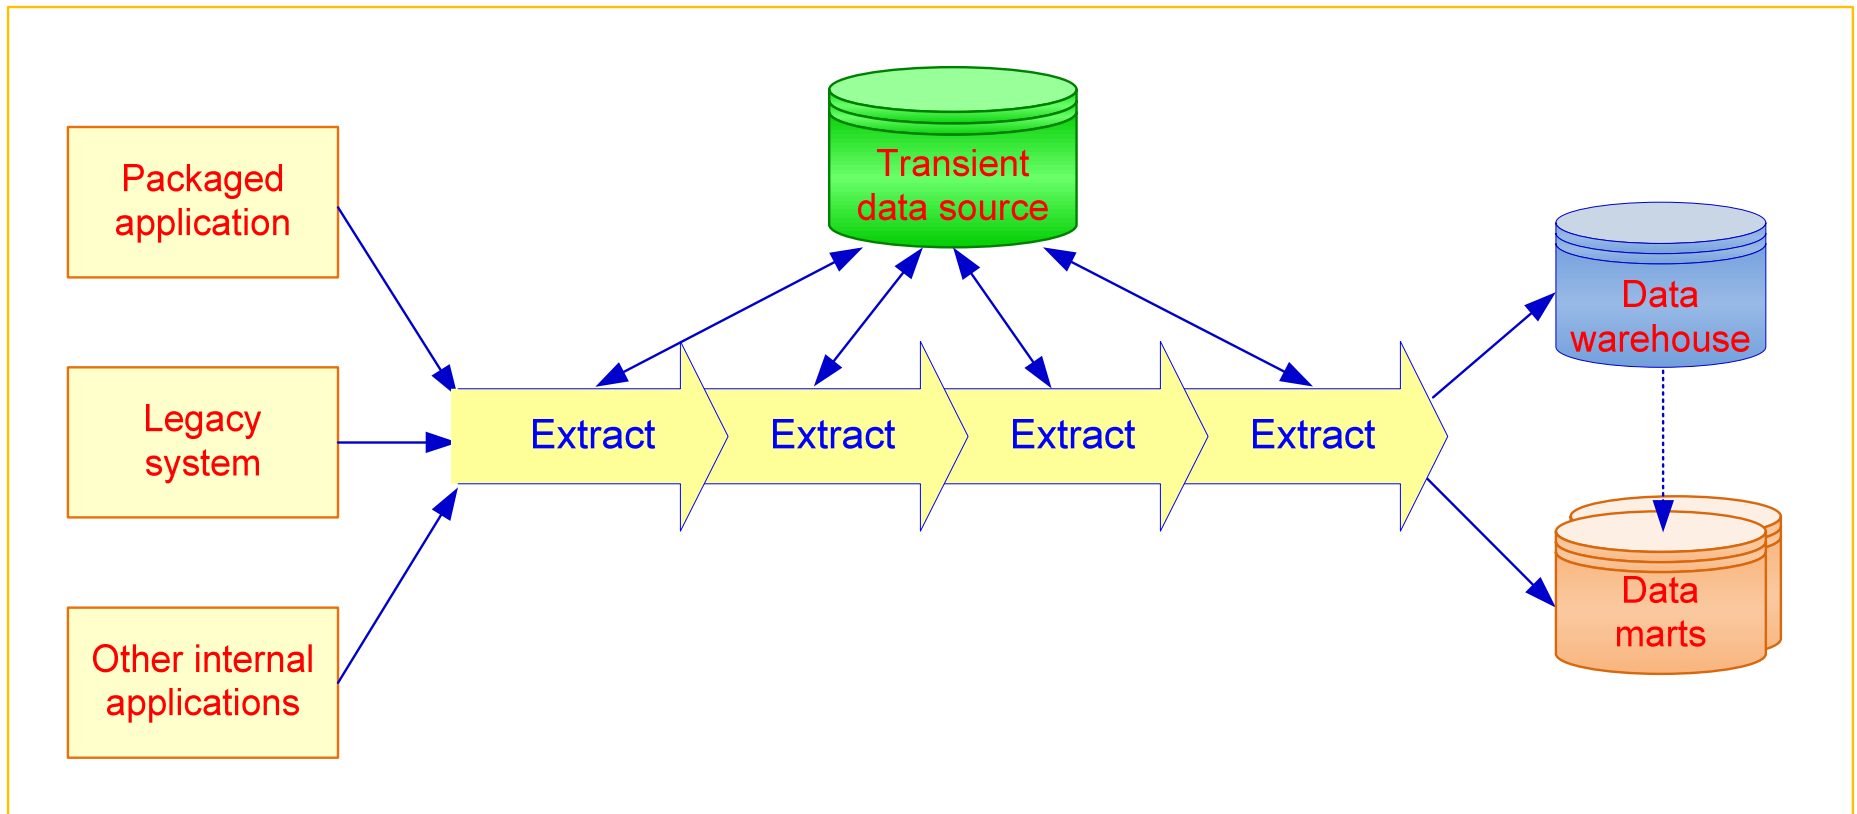 Packaged
application
Legacy
system
Other internal
applications
Transient
data source
Extract
Extract
Extract
Extract
Data
warehouse
Data
marts